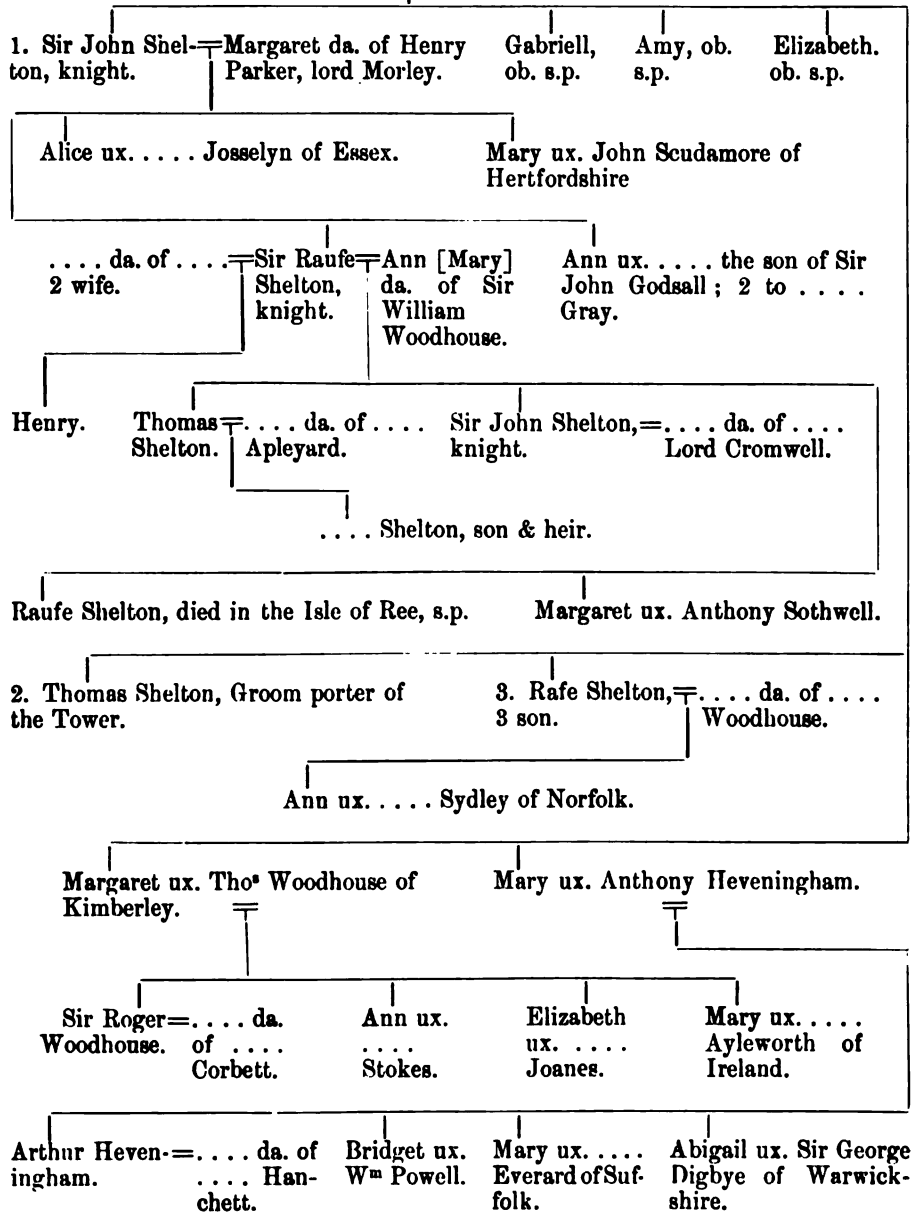 1. Sir John Shel-=Margaret da. of Henry Gabriell, Amy, ob. Elizabeth.
ton, knight. Parker, lord Morley. ob. s.p. s.p. ob. s.p.
Alice ux. . . . . Josselyn of Essex. Mary ux. John Scudamore of
Hertfordshire
. . . . da. of . . . .=Sir Raufe=Ann [Mary] Ann ux. . . . . the son of Sir
2 wife. Shelton, da. of Sir John Godsall ; 2 to . . . .
knight. William Gray.
Woodhouse.
Henry. Thomas=. . . . da. of . . . . Sir John Shelton,=. . . . da. of . . . .
Shelton. Apleyard. knight. Lord Cromwell.
. . . . Shelton, son & heir.
Raufe Shelton, died in the Isle of Ree, s.p. Margaret ux. Anthony Sothwell.
2. Thomas Shelton, Groom porter of 3. Rafe Shelton,=. . . . da. of . . . .
the Tower. 3 son. Woodhouse.
Ann ux. . . . . Sydley of Norfolk.
Margaret ux. Thoˢ Woodhouse of Mary ux. Anthony Heveningham.
Kimberley.
Sir Roger=. . . . da. Ann ux. Elizabeth Mary ux. . . . .
Woodhouse. of . . . . . . . . ux. . . . . Ayleworth of
Corbett. Stokes. Joanes. Ireland.
Arthur Heven-=. . . . da. of Bridget ux. Mary ux. . . . . Abigail ux. Sir George
ingham. . . . . Han- Wᵐ Powell. Everard of Suf- Digbye of Warwick-
chett. folk. shire.